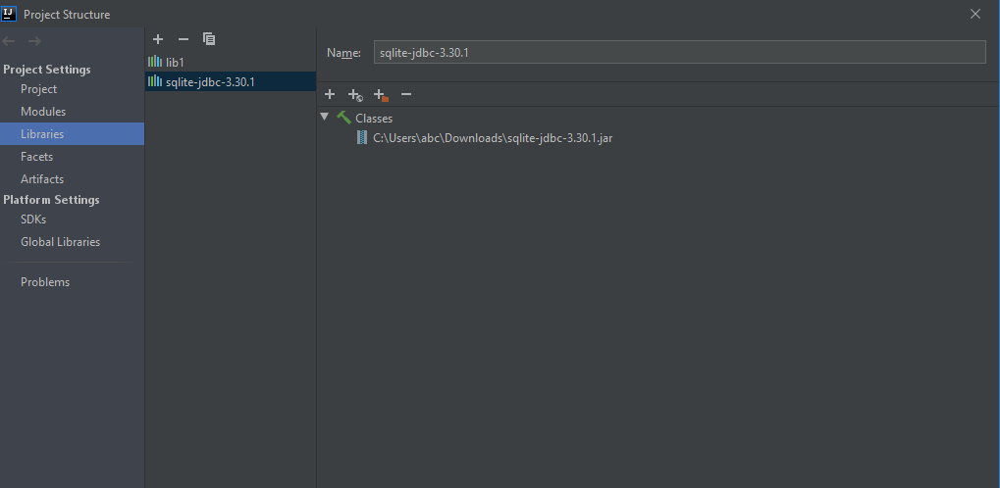 Project Structure
Project Settings
Project
Modules
Libraries
Facets
Artifacts
Platform Settings
SDKs
Global Libraries
Problems
lib1
sqlite-jdbc-3.30.1
Name: sqlite-jdbc-3.30.1
Classes
C:\Users\abc\Downloads\sqlite-jdbc-3.30.1.jar